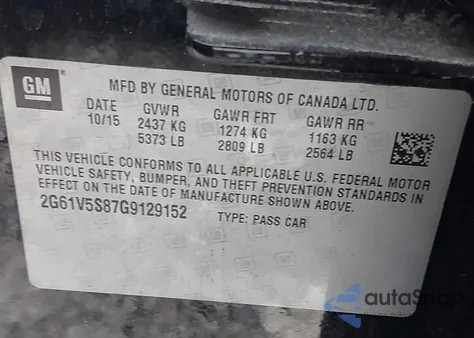 GM
MFD BY GENERAL MOTORS OF CANADA LTD.
DATE GVWR GAWR FRT GAWR RR
10/15 2437 KG 1274 KG 1163 KG
5373 LB 2809 LB 2564 LB
THIS VEHICLE CONFORMS TO ALL APPLICABLE U.S. FEDERAL MOTOR
VEHICLE SAFETY, BUMPER, AND THEFT PREVENTION STANDARDS IN
EFFECT ON THE DATE OF MANUFACTURE SHOWN ABOVE.
2G61V5S87G9129152 TYPE: PASS CAR